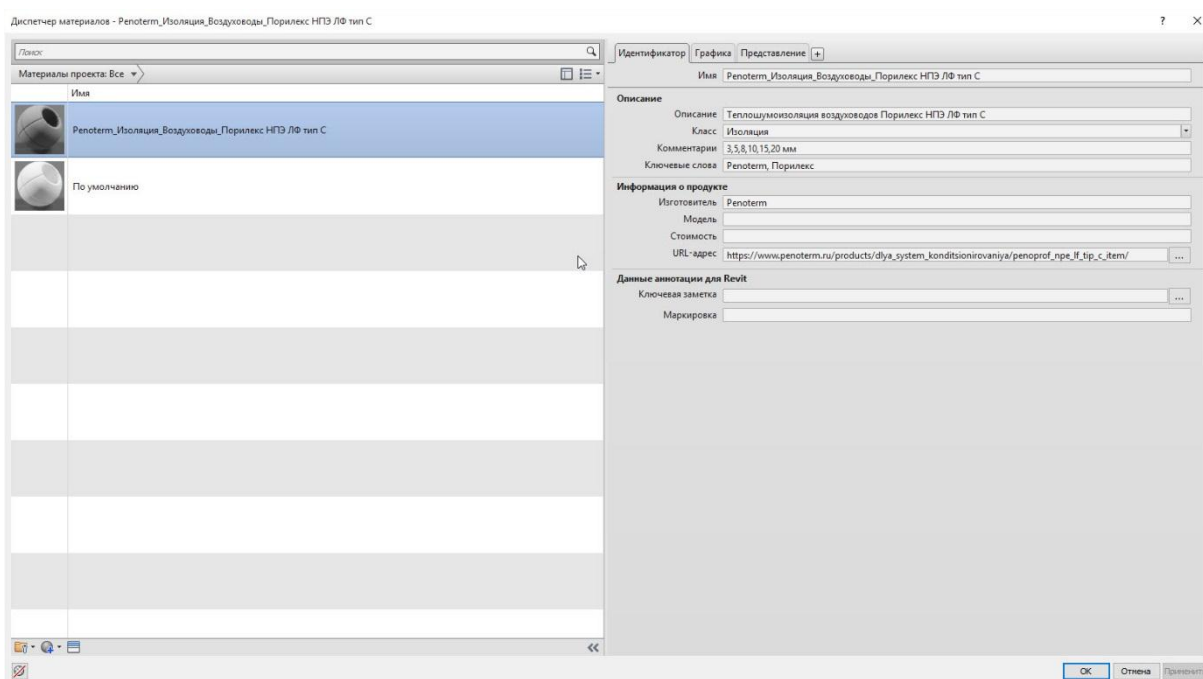 Диспетчер материалов - Penoterm_Изоляция_Воздуховоды_Порилекс НПЭ ЛФ тип С
?
Поиск
Материалы проекта: Все
Имя
Penoterm_Изоляция_Воздуховоды_Порилекс НПЭ ЛФ тип С
По умолчанию
Идентификатор Графика Представление +
Имя Penoterm_Изоляция_Воздуховоды_Порилекс НПЭ ЛФ тип С
Описание
Описание Теплошумоизоляция воздуховодов Порилекс НПЭ ЛФ тип С
Класс Изоляция
Комментарии 3,5,8,10,15,20 мм
Ключевые слова Penoterm, Порилекс
Информация о продукте
Изготовитель Penoterm
Модель
Стоимость
URL-адрес https://www.penoterm.ru/products/dlya_system_konditsionirovaniya/penoprof_npe_lf_tip_c_item/ ...
Данные аннотации для Revit
Ключевая заметка ...
Маркировка
ОК Отмена Применить